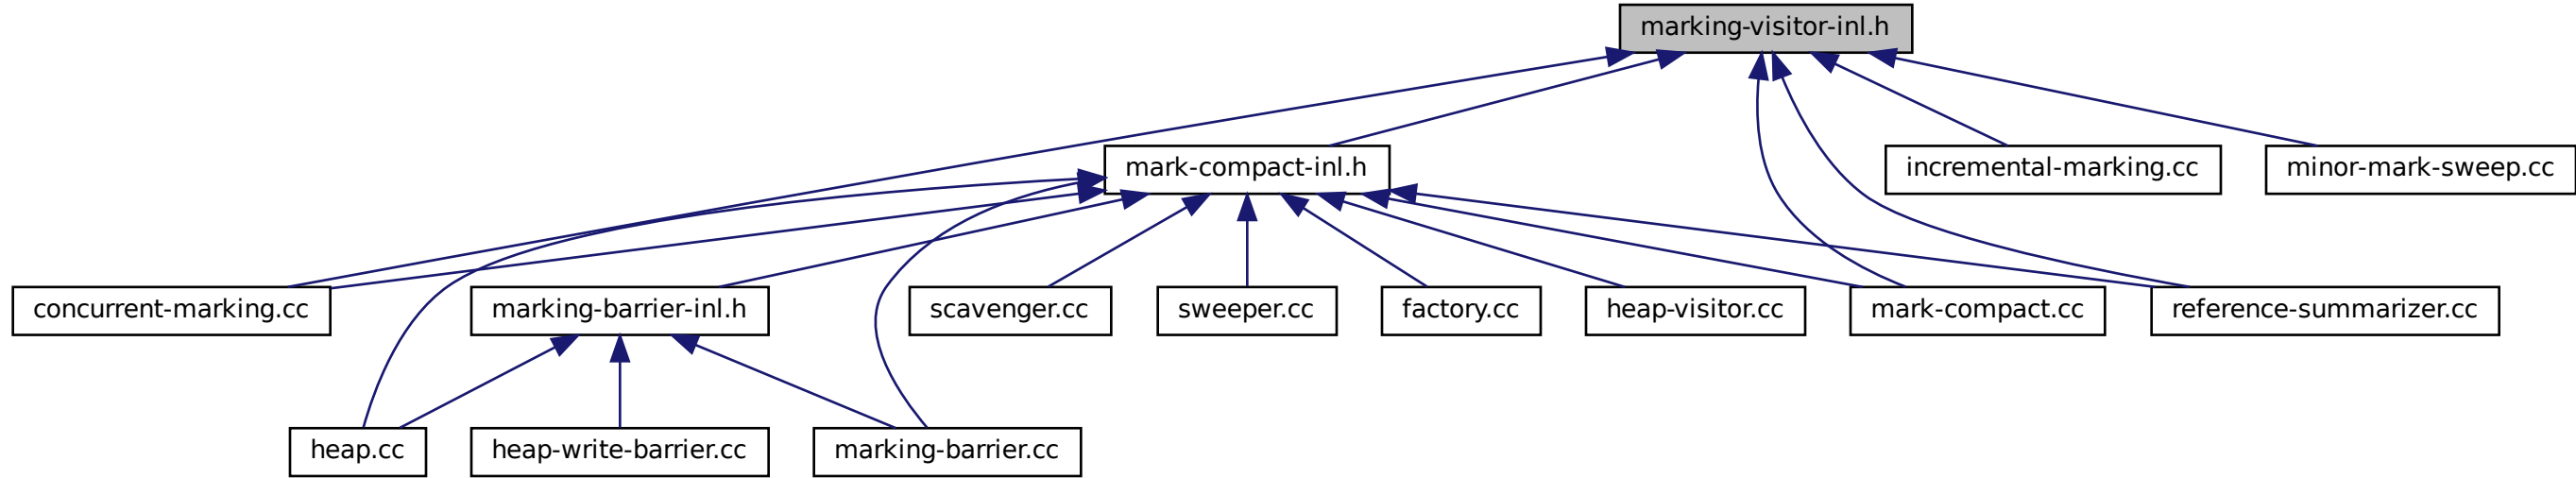 marking-visitor-inl.h
mark-compact-inl.h
incremental-marking.cc
minor-mark-sweep.cc
concurrent-marking.cc
marking-barrier-inl.h
scavenger.cc
sweeper.cc
factory.cc
heap-visitor.cc
mark-compact.cc
reference-summarizer.cc
heap.cc
heap-write-barrier.cc
marking-barrier.cc